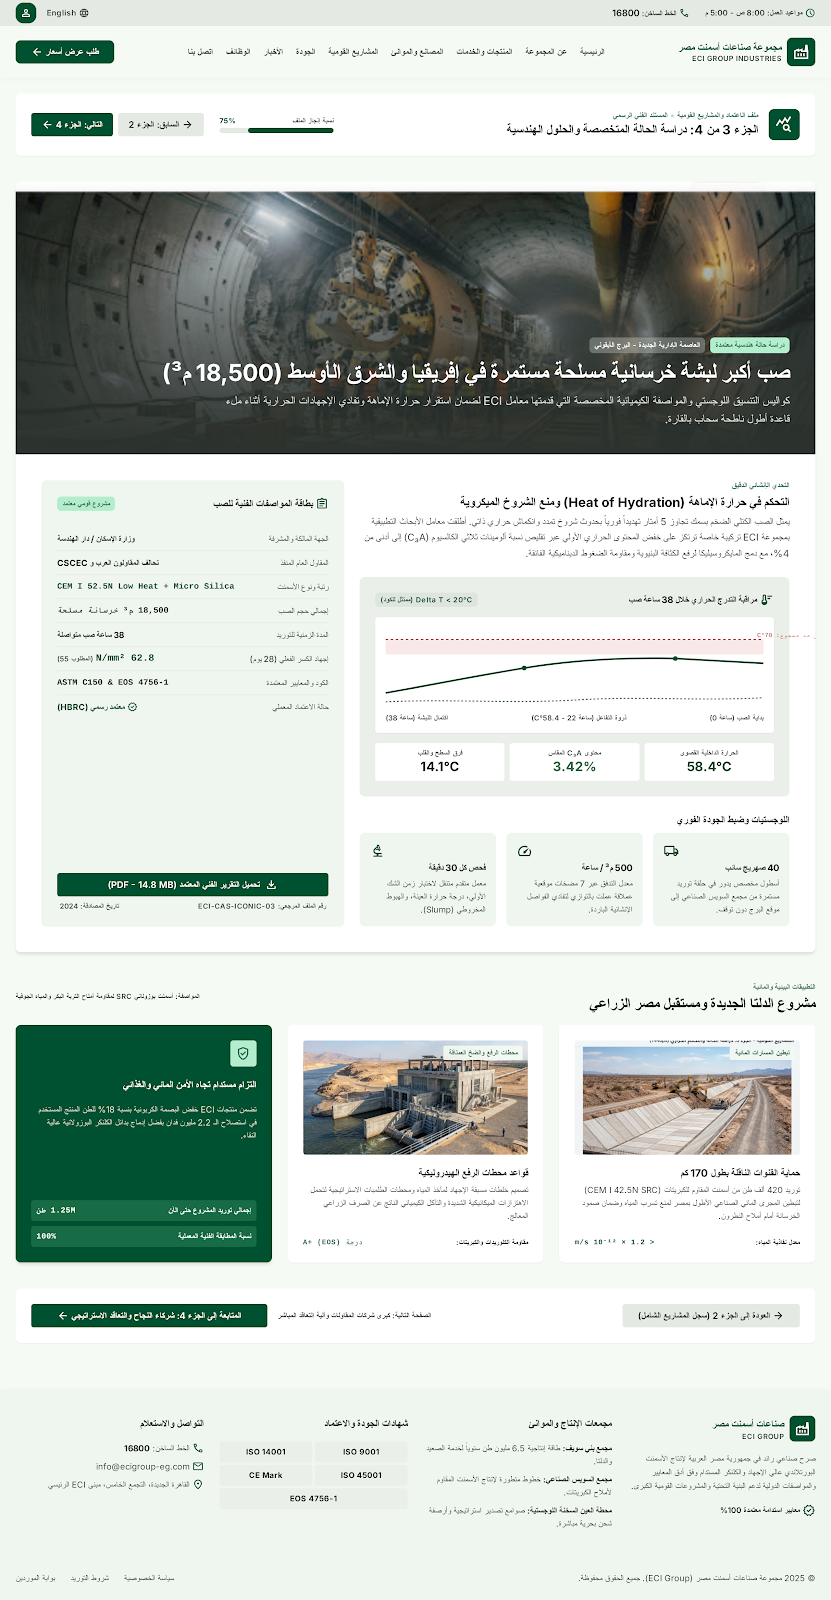 مواعيد العمل: 8:00 ص - 5:00 م
الخط الساخن: 16800
English
مجموعة صناعات أسمنت مصر
ECI GROUP INDUSTRIES
الرئيسية
عن المجموعة
المنتجات والخدمات
المصانع والموانئ
المشاريع القومية
الجودة
الأخبار
الوظائف
اتصل بنا
طلب عرض أسعار
ملف الاعتماد والمشاريع القومية - المستند الفني الرسمي
الجزء 3 من 4: دراسة الحالة المتخصصة والحلول الهندسية
نسبة إنجاز الملف
75%
السابق: الجزء 2
التالي: الجزء 4
دراسة حالة هندسية معتمدة
العاصمة الإدارية الجديدة - البرج الأيقوني
صب أكبر لبشة خرسانية مسلحة مستمرة في إفريقيا والشرق الأوسط (18,500 م³)
كواليس التنسيق اللوجستي والمواصفة الكيميائية المخصصة التي قدمتها معامل ECI لضمان استقرار حرارة الإماهة وتفادي الإجهادات الحرارية أثناء ملء
قاعدة أطول ناطحة سحاب بالقارة.
التحدي الإنشائي الدقيق
التحكم في حرارة الإماهة (Heat of Hydration) ومنع الشروخ الميكروية
يمثل الصب الكتلي الضخم بسمك تجاوز 5 أمتار تهديداً فورياً بحدوث شروخ تمدد وانكماش حراري ذاتي. أطلقت معامل الأبحاث التطبيقية
بمجموعة ECI تركيبة خاصة ترتكز على خفض المحتوى الحراري الأولي عبر تقليص نسبة ألومينات ثلاثي الكالسيوم (C₃A) إلى أدنى من
4%، مع دمج المايكروسيليكا لرفع الكثافة البنيوية ومقاومة الضغوط الديناميكية الفائقة.
مراقبة التدرج الحراري خلال 38 ساعة صب
Delta T < 20°C (ممتثل للكود)
70°C
بداية الصب (ساعة 0)
ذروة التفاعل (ساعة 22 - 58.4°C)
اكتمال اللبشة (ساعة 38)
الحرارة الداخلية القصوى
58.4°C
محتوى C₃A المقاس
3.42%
فرق السطح والقلب
14.1°C
اللوجستيات وضبط الجودة الفوري
40 صهريج سائب
أسطول مخصص يدور في حلقة توريد
مستمرة من مجمع السويس الصناعي إلى
موقع البرج دون توقف.
500 م³ / ساعة
معدل التدفق عبر 7 مضخات موقعية
عملاقة عملت بالتوازي لتفادي الفواصل
الإنشائية الباردة.
فحص كل 30 دقيقة
معمل متقدم متنقل لاختبار زمن الشك
الأولي، درجة حرارة العينة، والهبوط
المخروطي (Slump).
بطاقة المواصفات الفنية للصب
مشروع قومي معتمد
الجهة المالكة والمشرفة
وزارة الإسكان / دار الهندسة
المقاول العام المنفذ
تحالف المقاولون العرب و CSCEC
رتبة ونوع الأسمنت
CEM I 52.5N Low Heat + Micro Silica
إجمالي حجم الصب
18,500 م³ خرسانة مسلحة
المدة الزمنية للتوريد
38 ساعة صب متواصلة
إجهاد الكسر الفعلي (28 يوم)
62.8 N/mm² (المطلوب 55)
الكود والمعايير المعتمدة
ASTM C150 & EOS 4756-1
حالة الاعتماد المعملي
معتمد رسمي (HBRC)
تحميل التقرير الفني المعتمد (PDF - 14.8 MB)
رقم الملف المرجعي: ECI-CAS-ICONIC-03
تاريخ المصادقة: 2024
التطبيقات البيئية والمائية
مشروع الدلتا الجديدة ومستقبل مصر الزراعي
المواصفة: أسمنت بوزولاني SRC لمقاومة أملاح التربة البكر والمياه الجوفية
تبطين المسارات المائية
حماية القنوات الناقلة بطول 170 كم
توريد 420 ألف طن من أسمنت المقاوم للكبريتات (CEM I 42.5N SRC)
لتبطين المجرى المائي الصناعي الأطول بمصر لمنع تسرب المياه وضمان صمود
الخرسانة أمام أملاح النطرون.
معدل نفاذية المياه:
< 1.2 × 10⁻¹² m/s
محطات الرفع والضخ العملاقة
قواعد محطات الرفع الهيدروليكية
تصميم خلطات مسبقة الإجهاد لمآخذ المياه ومحطات الطلمبات الاستراتيجية لتحمل
الاهتزازات الميكانيكية الشديدة والتآكل الكيميائي الناتج عن الصرف الزراعي
المعالج.
مقاومة الكلوريدات والكبريتات:
درجة A+ (EOS)
التزام مستدام تجاه الأمن المائي والغذائي
تضمن منتجات ECI خفض البصمة الكربونية بنسبة 18% للطن المنتج المستخدم
في استصلاح الـ 2.2 مليون فدان بفضل إدماج بدائل الكلنكر البوزولانية عالية
النقاء.
إجمالي توريد المشروع حتى الآن
1.25M طن
نسبة المطابقة الفنية المعملية
100%
العودة إلى الجزء 2 (سجل المشاريع الشامل)
الصفحة التالية: كبرى شركات المقاولات وآلية التعاقد المباشر
المتابعة إلى الجزء 4: شركاء النجاح والتعاقد الاستراتيجي
صناعات أسمنت مصر
ECI GROUP
صرح صناعي رائد في جمهورية مصر العربية لإنتاج الأسمنت
البورتلاندي عالي الإجهاد والكلنكر المستدام وفق أدق المعايير
والمواصفات الدولية لدعم البنية التحتية والمشروعات القومية الكبرى.
معايير استدامة معتمدة 100%
مجمعات الإنتاج والموانئ
مجمع بني سويف: طاقة إنتاجية 6.5 مليون طن سنوياً لخدمة الصعيد
والدلتا.
مجمع السويس الصناعي: خطوط متطورة لإنتاج الأسمنت المقاوم
لأملاح الكبريتات.
محطة العين السخنة اللوجستية: صوامع تصدير استراتيجية وأرصفة
شحن بحرية مباشرة.
شهادات الجودة والاعتماد
ISO 9001
ISO 14001
ISO 45001
CE Mark
EOS 4756-1
التواصل والاستعلام
الخط الساخن: 16800
info@ecigroup-eg.com
القاهرة الجديدة، التجمع الخامس، مبنى ECI الرئيسي
© 2025 مجموعة صناعات أسمنت مصر (ECI Group). جميع الحقوق محفوظة.
سياسة الخصوصية
شروط التوريد
بوابة الموردين